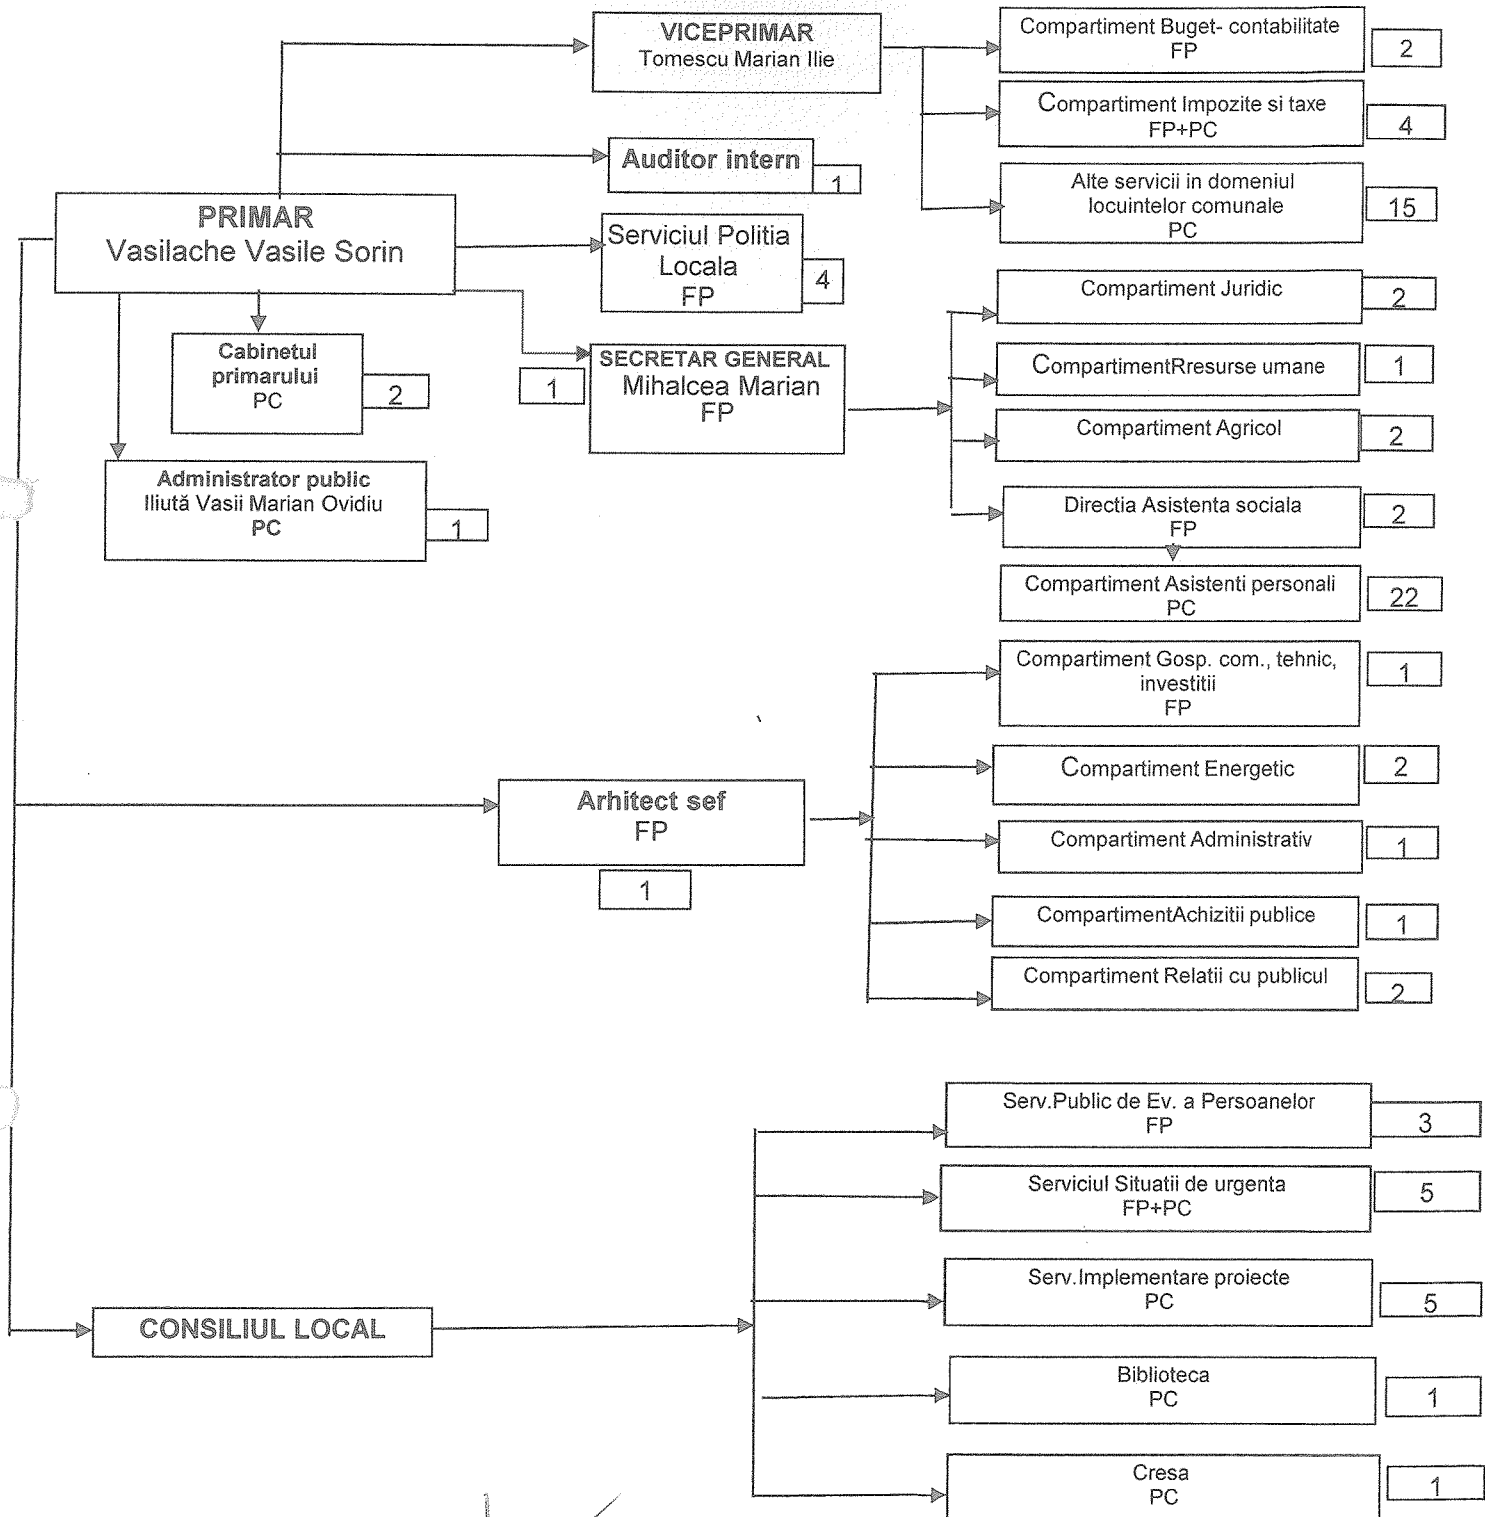 VICEPRIMAR
Tomescu Marian Ilie
Compartiment Buget- contabilitate
FP
2
Compartiment Impozite si taxe
FP+PC
4
Auditor intern
1
Alte servicii in domeniul
locuintelor comunale
PC
15
PRIMAR
Vasilache Vasile Sorin
Serviciul Politia
Locala
FP
4
Compartiment Juridic
2
Cabinetul
primarului
PC
2
1
SECRETAR GENERAL
Mihalcea Marian
FP
CompartimentRresurse umane
1
Compartiment Agricol
2
Administrator public
Iliută Vasii Marian Ovidiu
PC
1
Directia Asistenta sociala
FP
2
Compartiment Asistenti personali
PC
22
Compartiment Gosp. com., tehnic,
investitii
FP
1
Compartiment Energetic
2
Arhitect sef
FP
1
Compartiment Administrativ
1
CompartimentAchizitii publice
1
Compartiment Relatii cu publicul
2
Serv.Public de Ev. a Persoanelor
FP
3
Serviciul Situatii de urgenta
FP+PC
5
Serv.Implementare proiecte
PC
5
CONSILIUL LOCAL
Biblioteca
PC
1
Cresa
PC
1